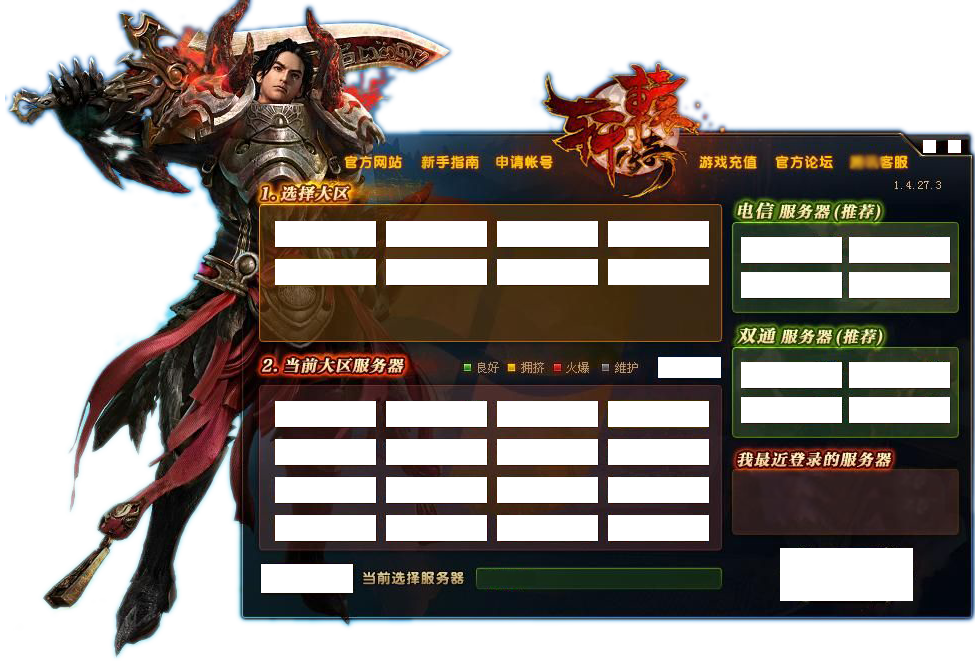 官方网站 新手指南 申请帐号 轩辕传奇 游戏充值 官方论坛 客服
1.4.27.3
1. 选择大区
电信 服务器(推荐)
双通 服务器(推荐)
2. 当前大区服务器
良好 拥挤 火爆 维护
我最近登录的服务器
当前选择服务器